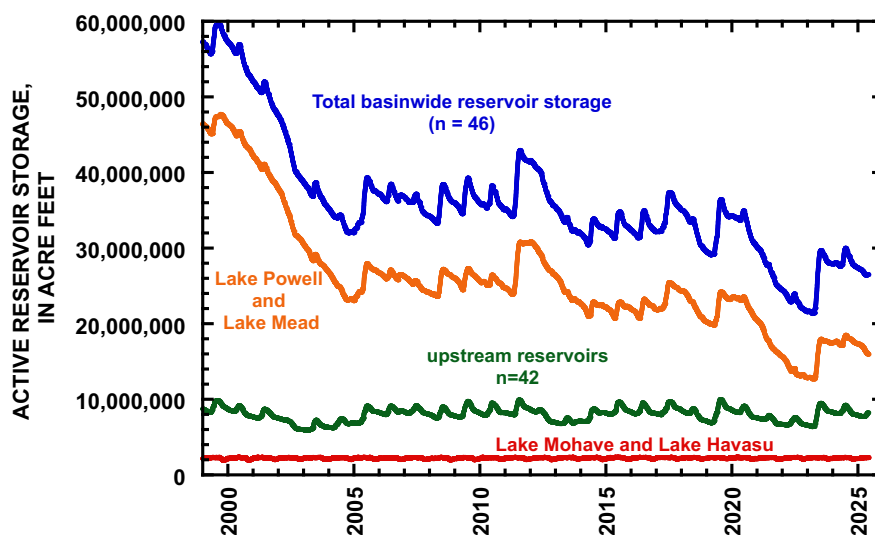 ACTIVE RESERVOIR STORAGE,
IN ACRE FEET
60,000,000
50,000,000
40,000,000
30,000,000
20,000,000
10,000,000
0
Total basinwide reservoir storage
(n = 46)
Lake Powell
and
Lake Mead
upstream reservoirs
n=42
Lake Mohave and Lake Havasu
2000
2005
2010
2015
2020
2025